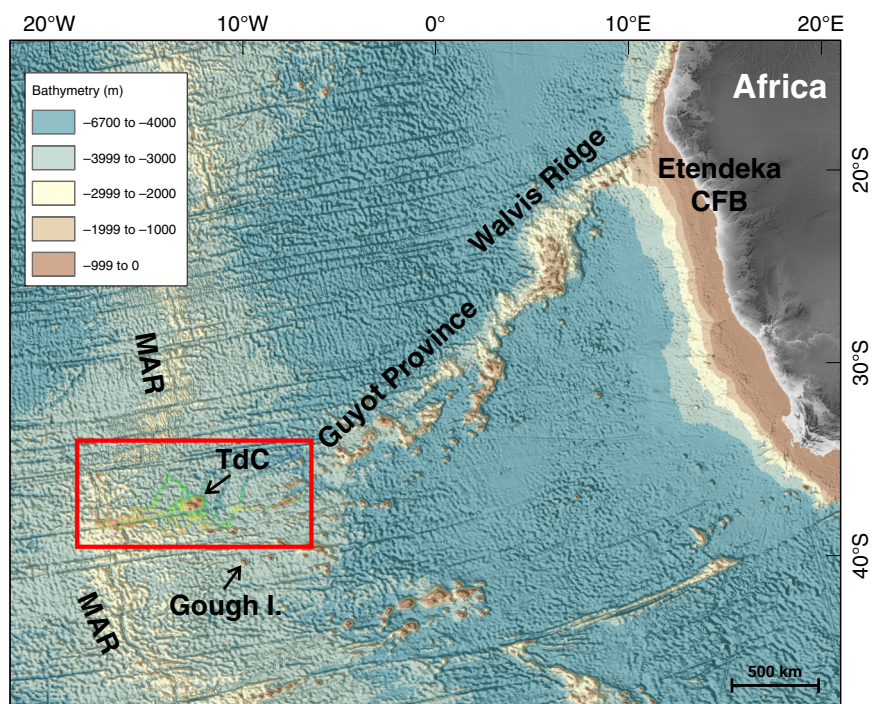 20°W 10°W 0° 10°E 20°E
Bathymetry (m)
–6700 to –4000
–3999 to –3000
–2999 to –2000
–1999 to –1000
–999 to 0
Africa
Etendeka
CFB
20°S
Walvis Ridge
Guyot Province
MAR
30°S
TdC
40°S
Gough I.
MAR
500 km